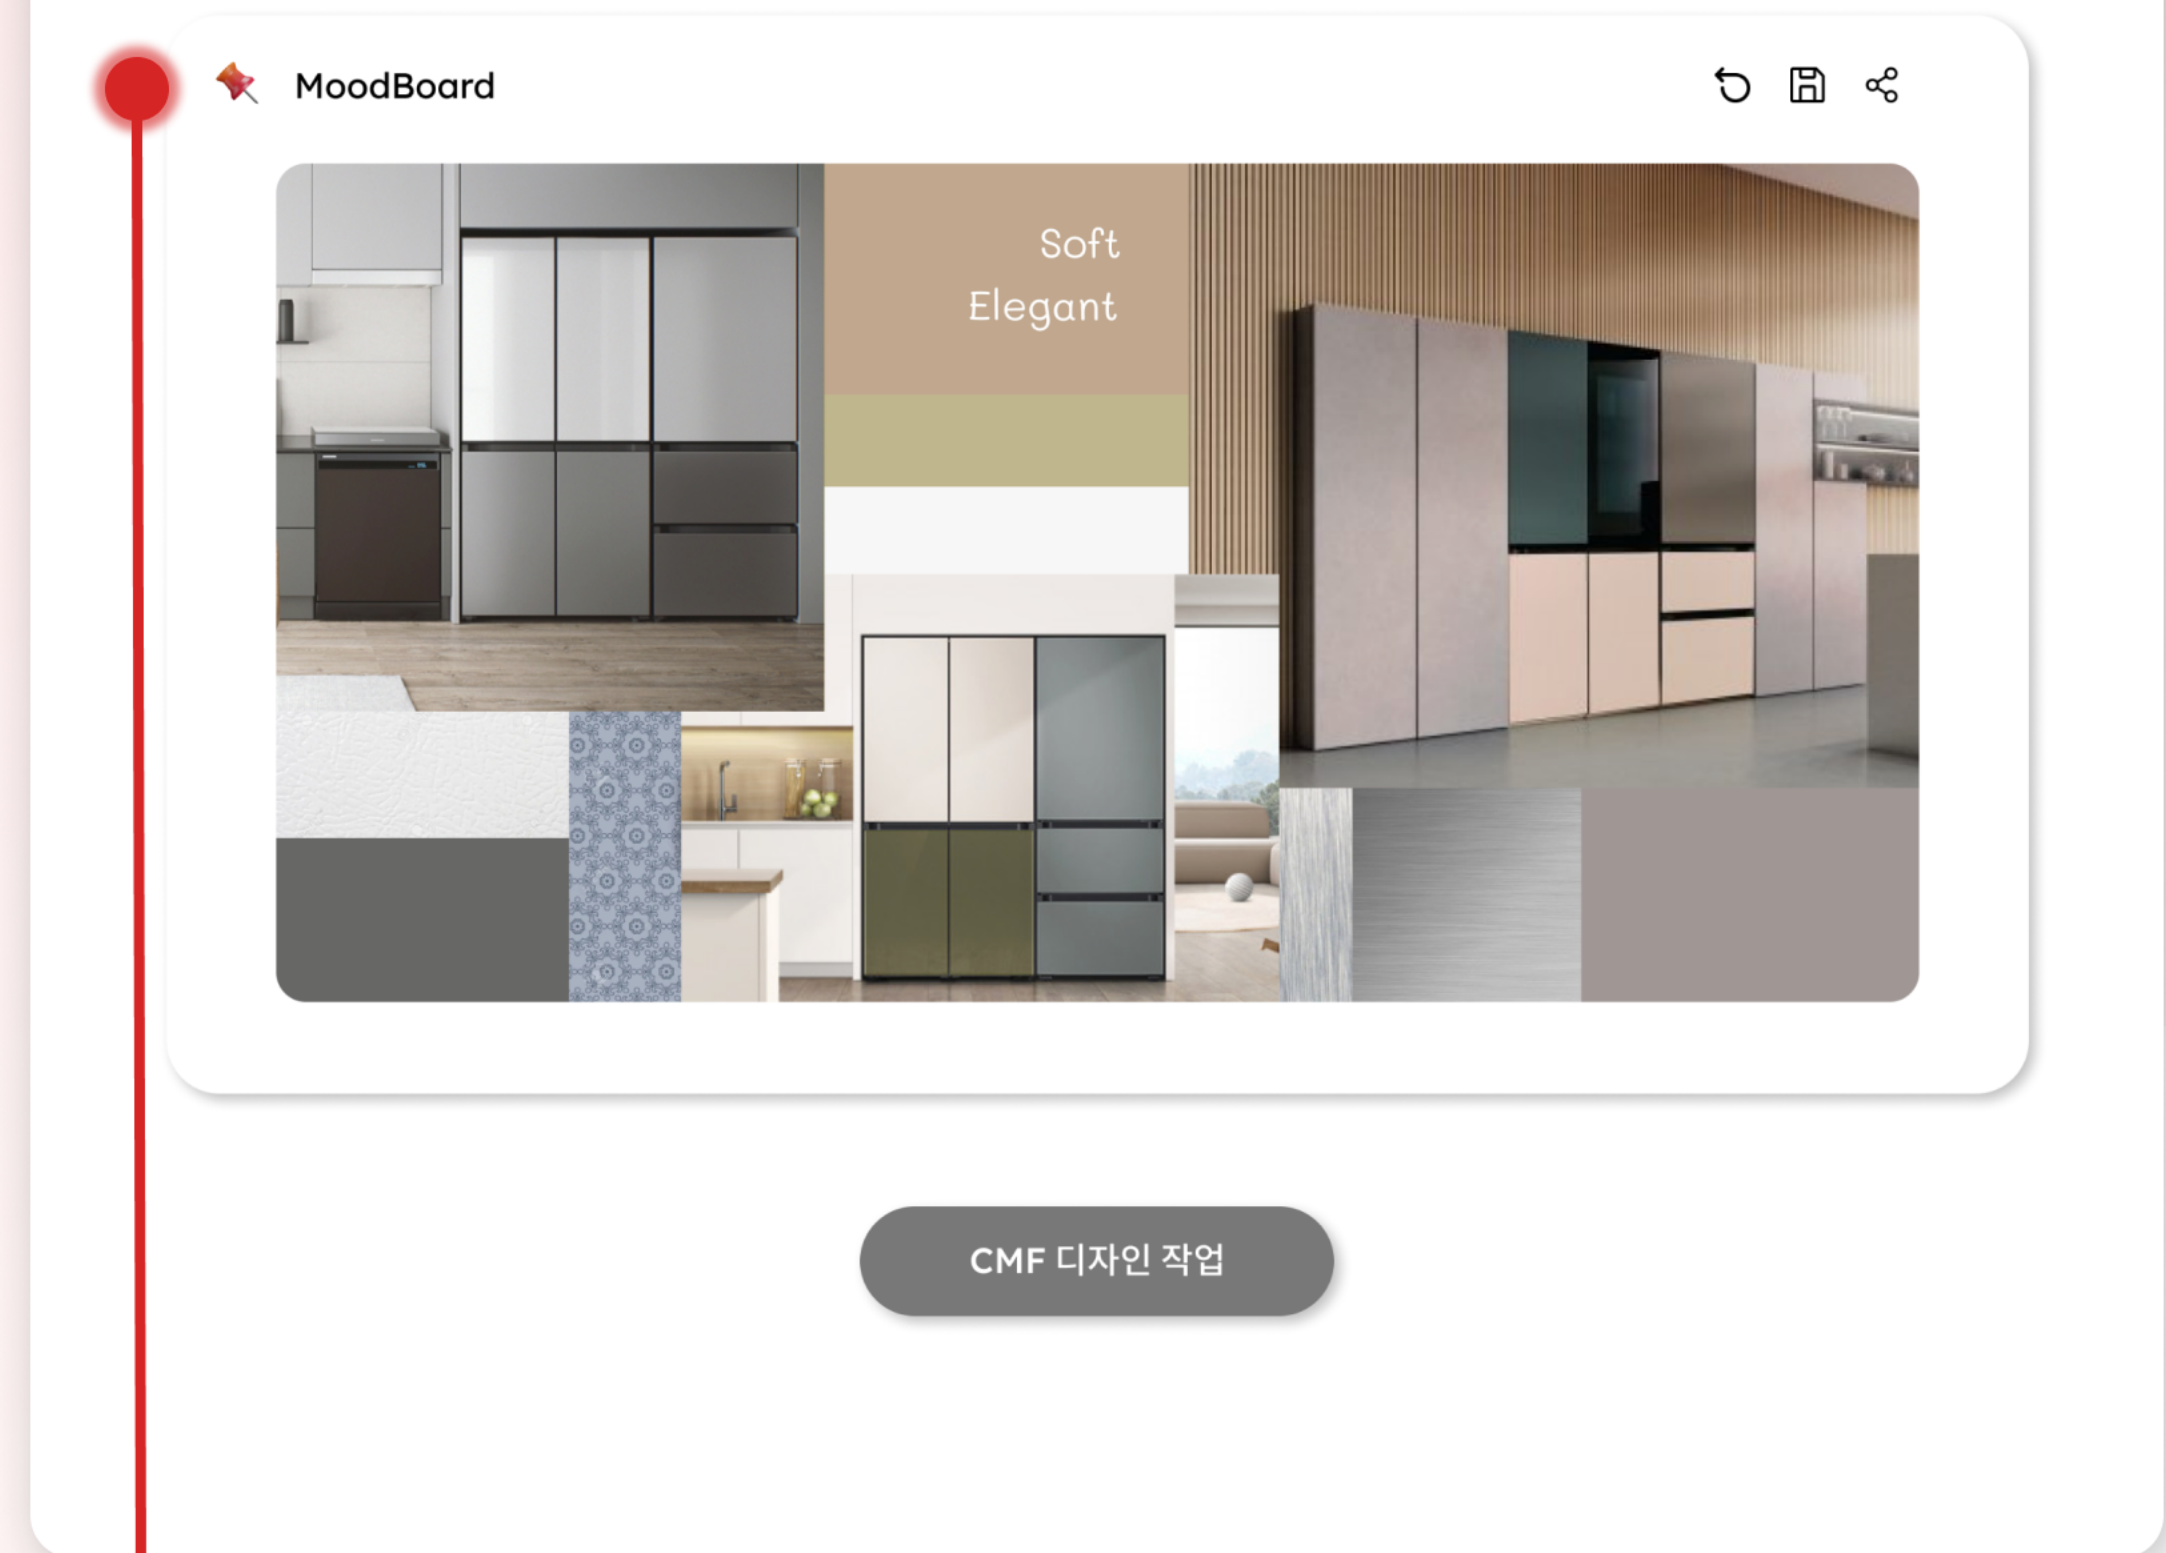 MoodBoard
Soft
Elegant
CMF 디자인 작업